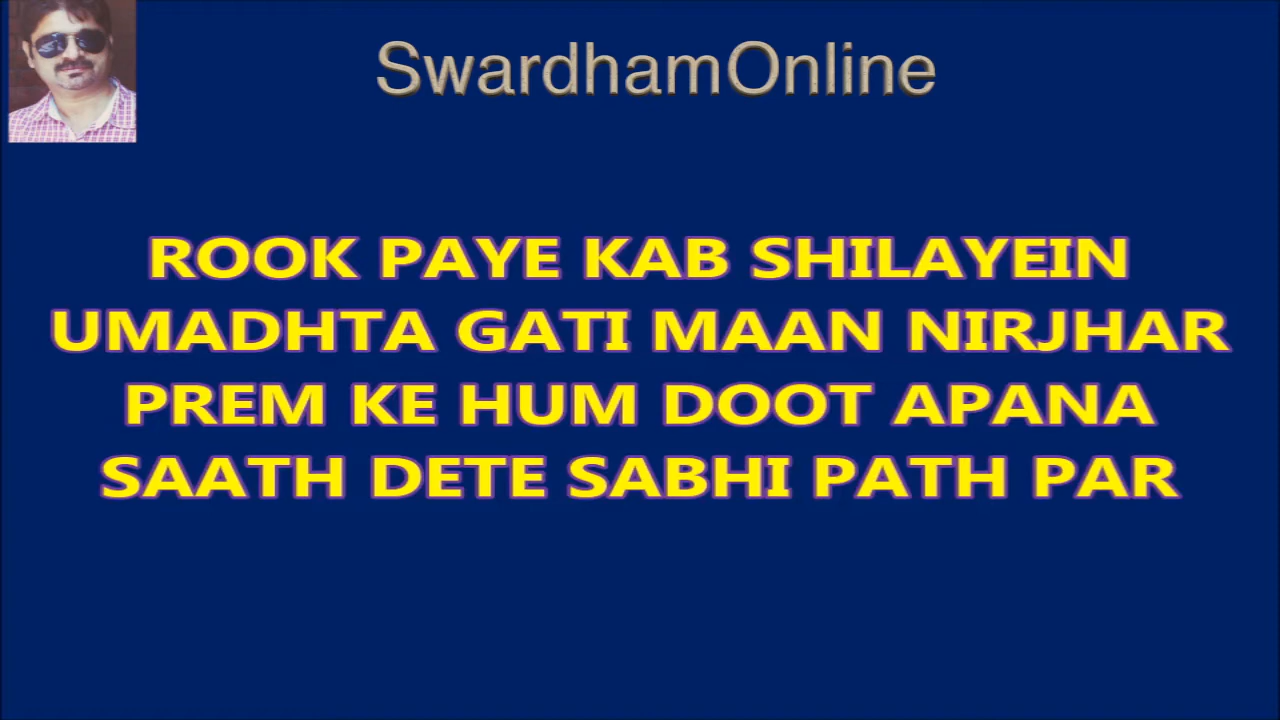 SwardhamOnline
ROOK PAYE KAB SHILAYEIN
UMADHTA GATI MAAN NIRJHAR
PREM KE HUM DOOT APANA
SAATH DETE SABHI PATH PAR